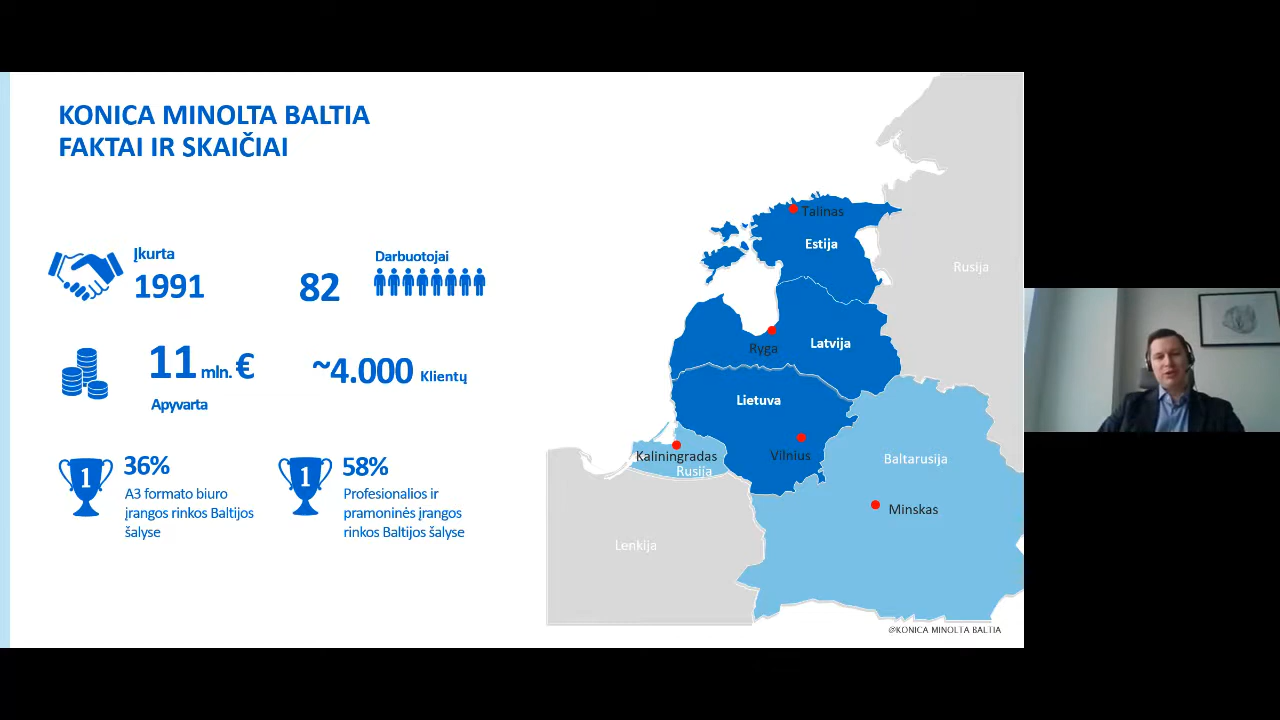 KONICA MINOLTA BALTIA
FAKTAI IR SKAIČIAI
Įkurta
1991
82
Darbuotojai
11 mln. €
Apyvarta
~4.000 Klientų
1
36%
A3 formato biuro
įrangos rinkos Baltijos
šalyse
1
58%
Profesionalios ir
pramoninės įrangos
rinkos Baltijos šalyse
Talinas
Estija
Rusija
Ryga
Latvija
Lietuva
Kaliningradas
Rusija
Vilnius
Baltarusija
Minskas
Lenkija
@KONICA MINOLTA BALTIA